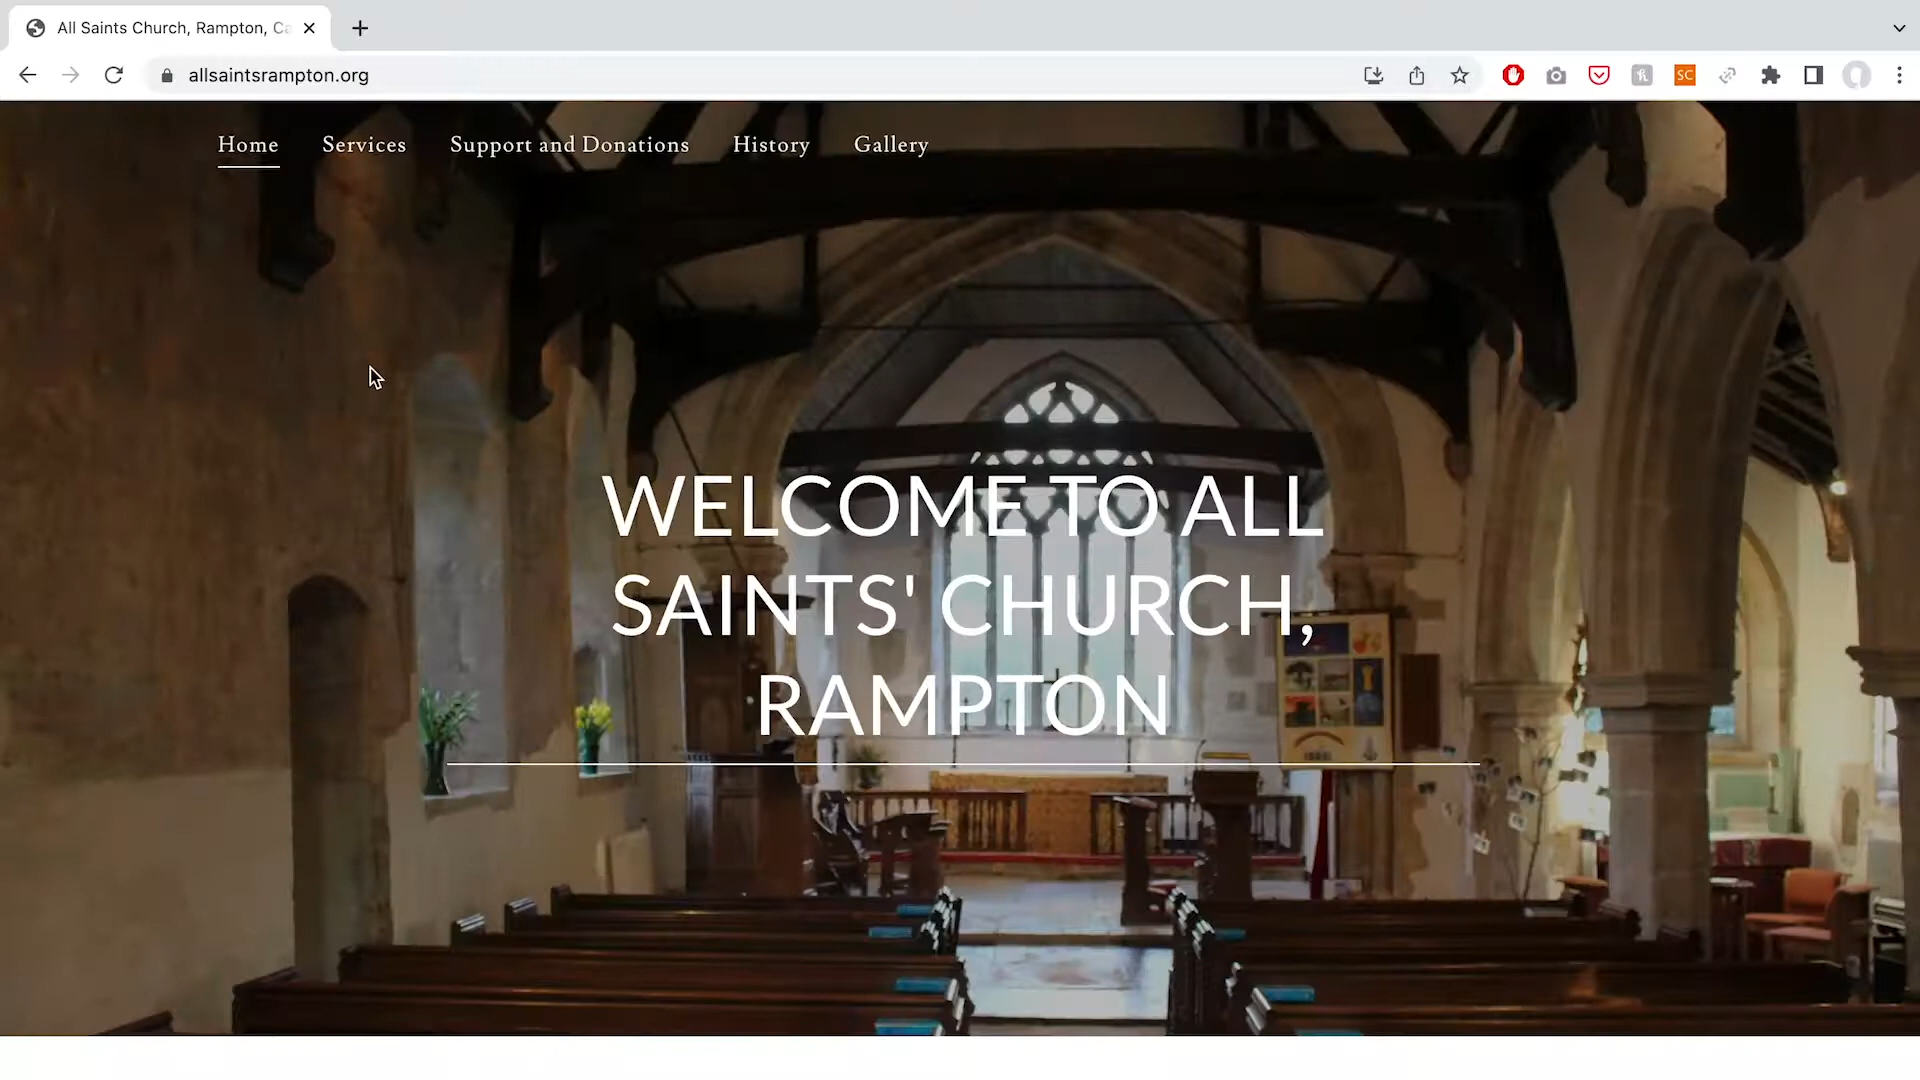 All Saints Church, Rampton, Ca
allsaintsrampton.org
SC
Home Services Support and Donations History Gallery
WELCOME TO ALL
SAINTS' CHURCH,
RAMPTON